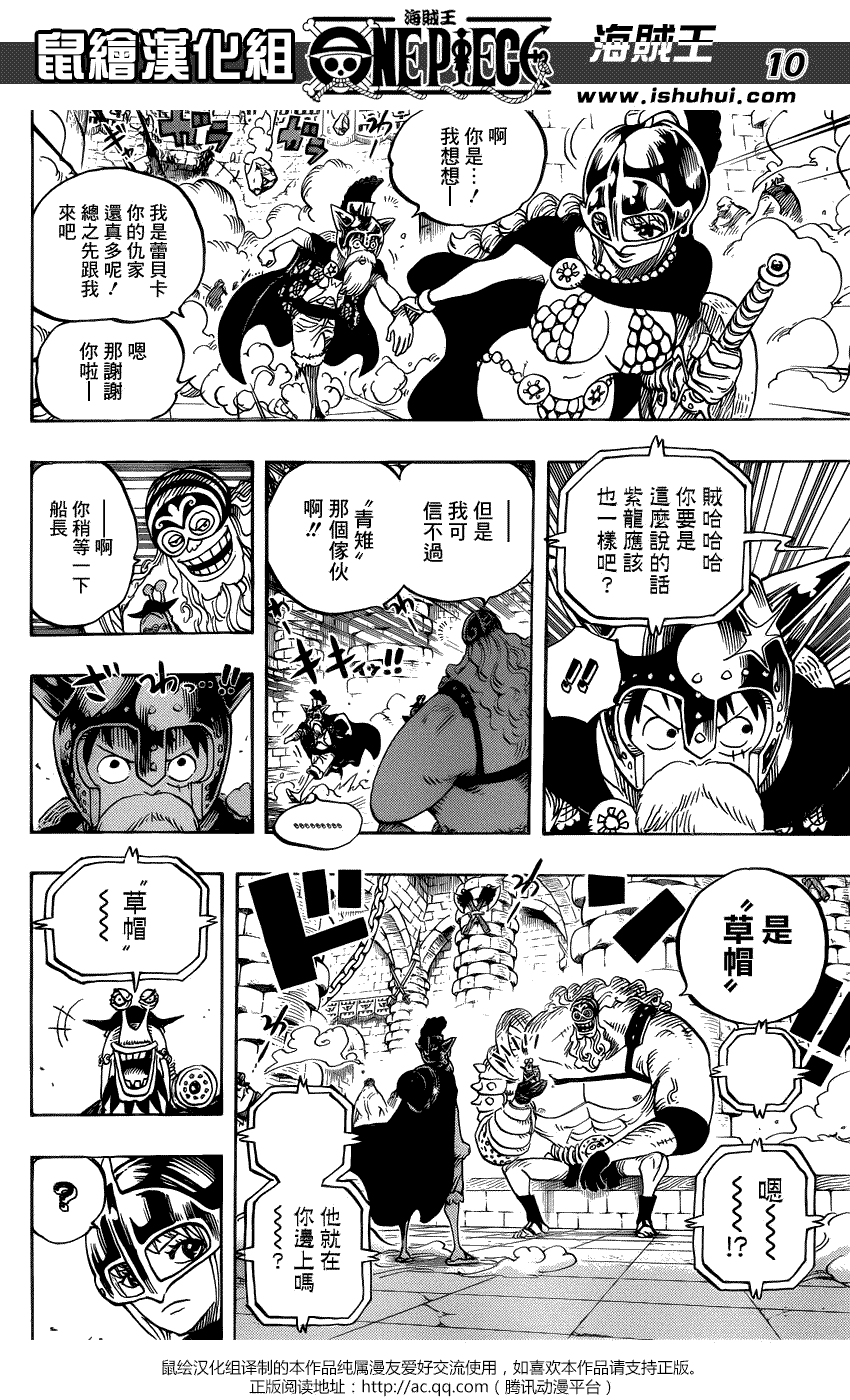 鼠繪漢化組
海賊王
ONE PIECE
海賊王
10
www.ishuhui.com
啊
你是…!
我想想—
我是蕾貝卡
你的仇家
還真多呢!
總之先跟我
來吧
嗯
那謝謝
你啦—
賊哈哈哈
你要是
這麼說的話
紫龍應該
也一樣吧?
!!
—
但是
我可
信不過
“青雉”
那個傢伙
啊!!
…………
—啊
你稍等一下
船長
是
“草帽”
嗯
~~~!?
他就在
你邊上嗎
~~~?
“草帽”
~~~
?
鼠绘汉化组译制的本作品纯属漫友爱好交流使用，如喜欢本作品请支持正版。
正版阅读地址：http://ac.qq.com（腾讯动漫平台）